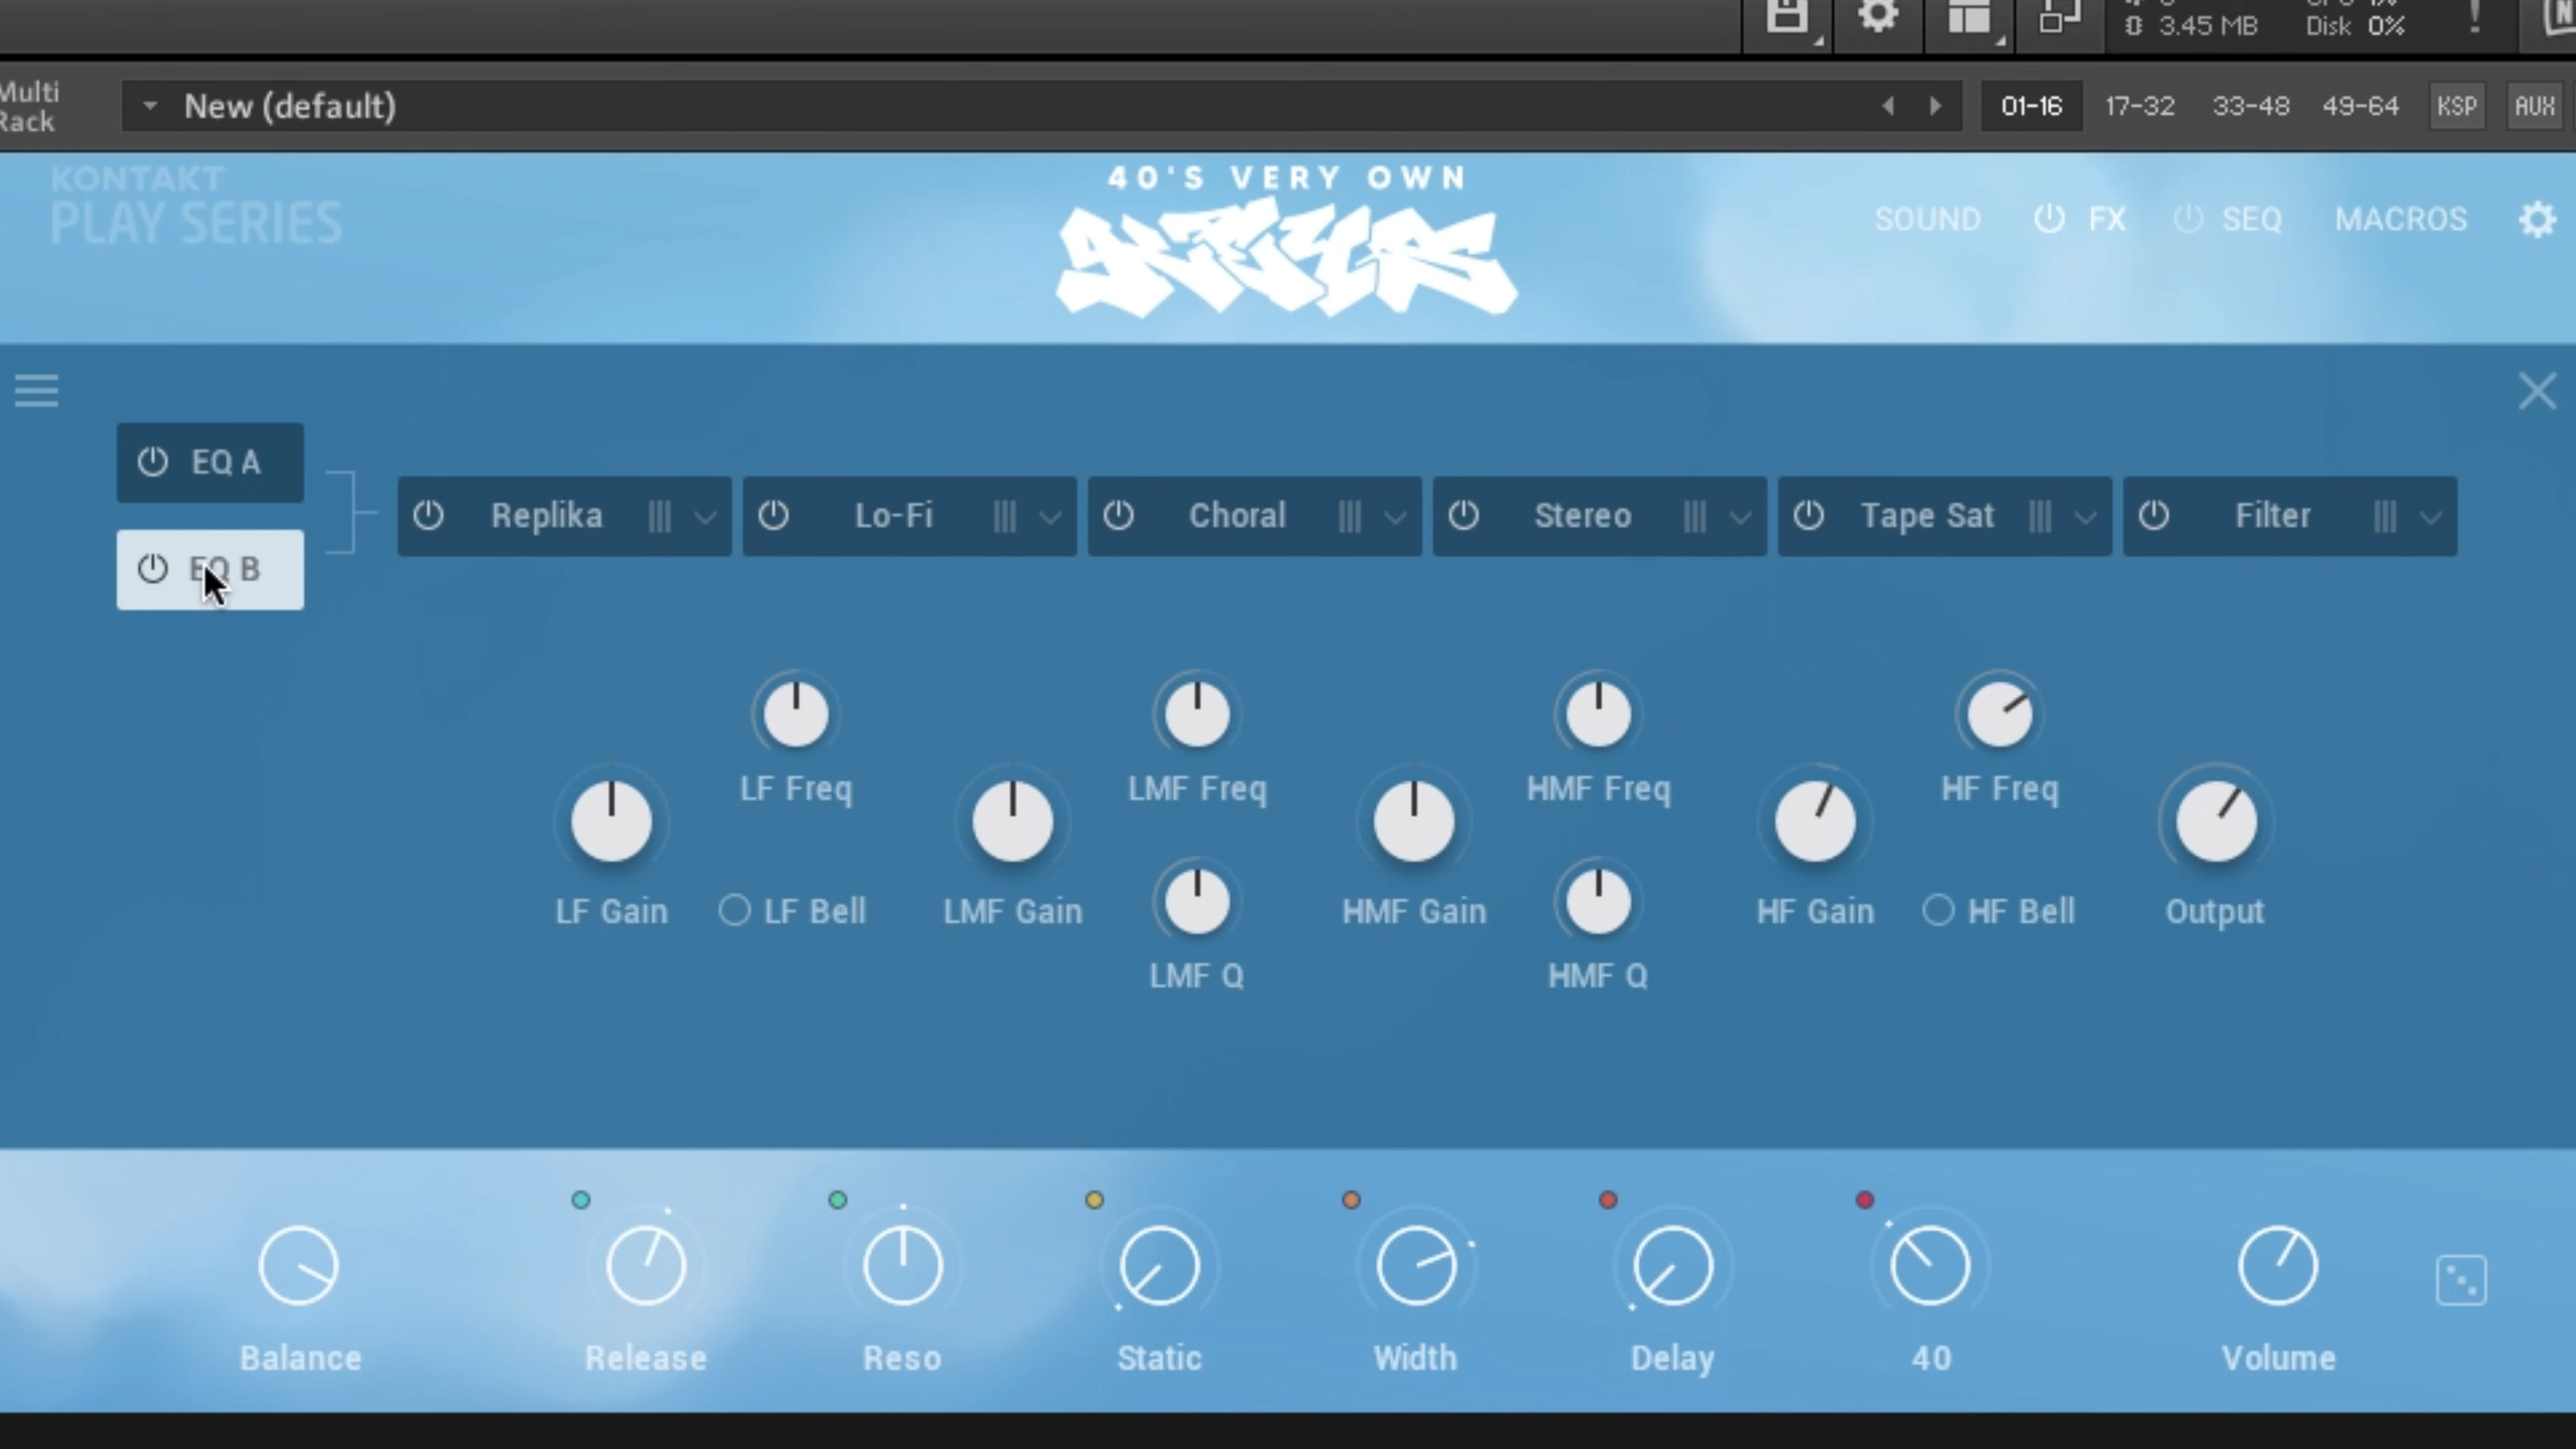 3.45 MB
Disk 0%
Multi
Rack
New (default)
01-16 17-32 33-48 49-64 KSP AUX
KONTAKT
PLAY SERIES
40'S VERY OWN
KEYS
SOUND FX SEQ MACROS
EQ A
EQ B
Replika Lo-Fi Choral Stereo Tape Sat Filter
LF Freq LMF Freq HMF Freq HF Freq
LF Gain LF Bell LMF Gain HMF Gain HF Gain HF Bell Output
LMF Q HMF Q
Balance Release Reso Static Width Delay 40 Volume